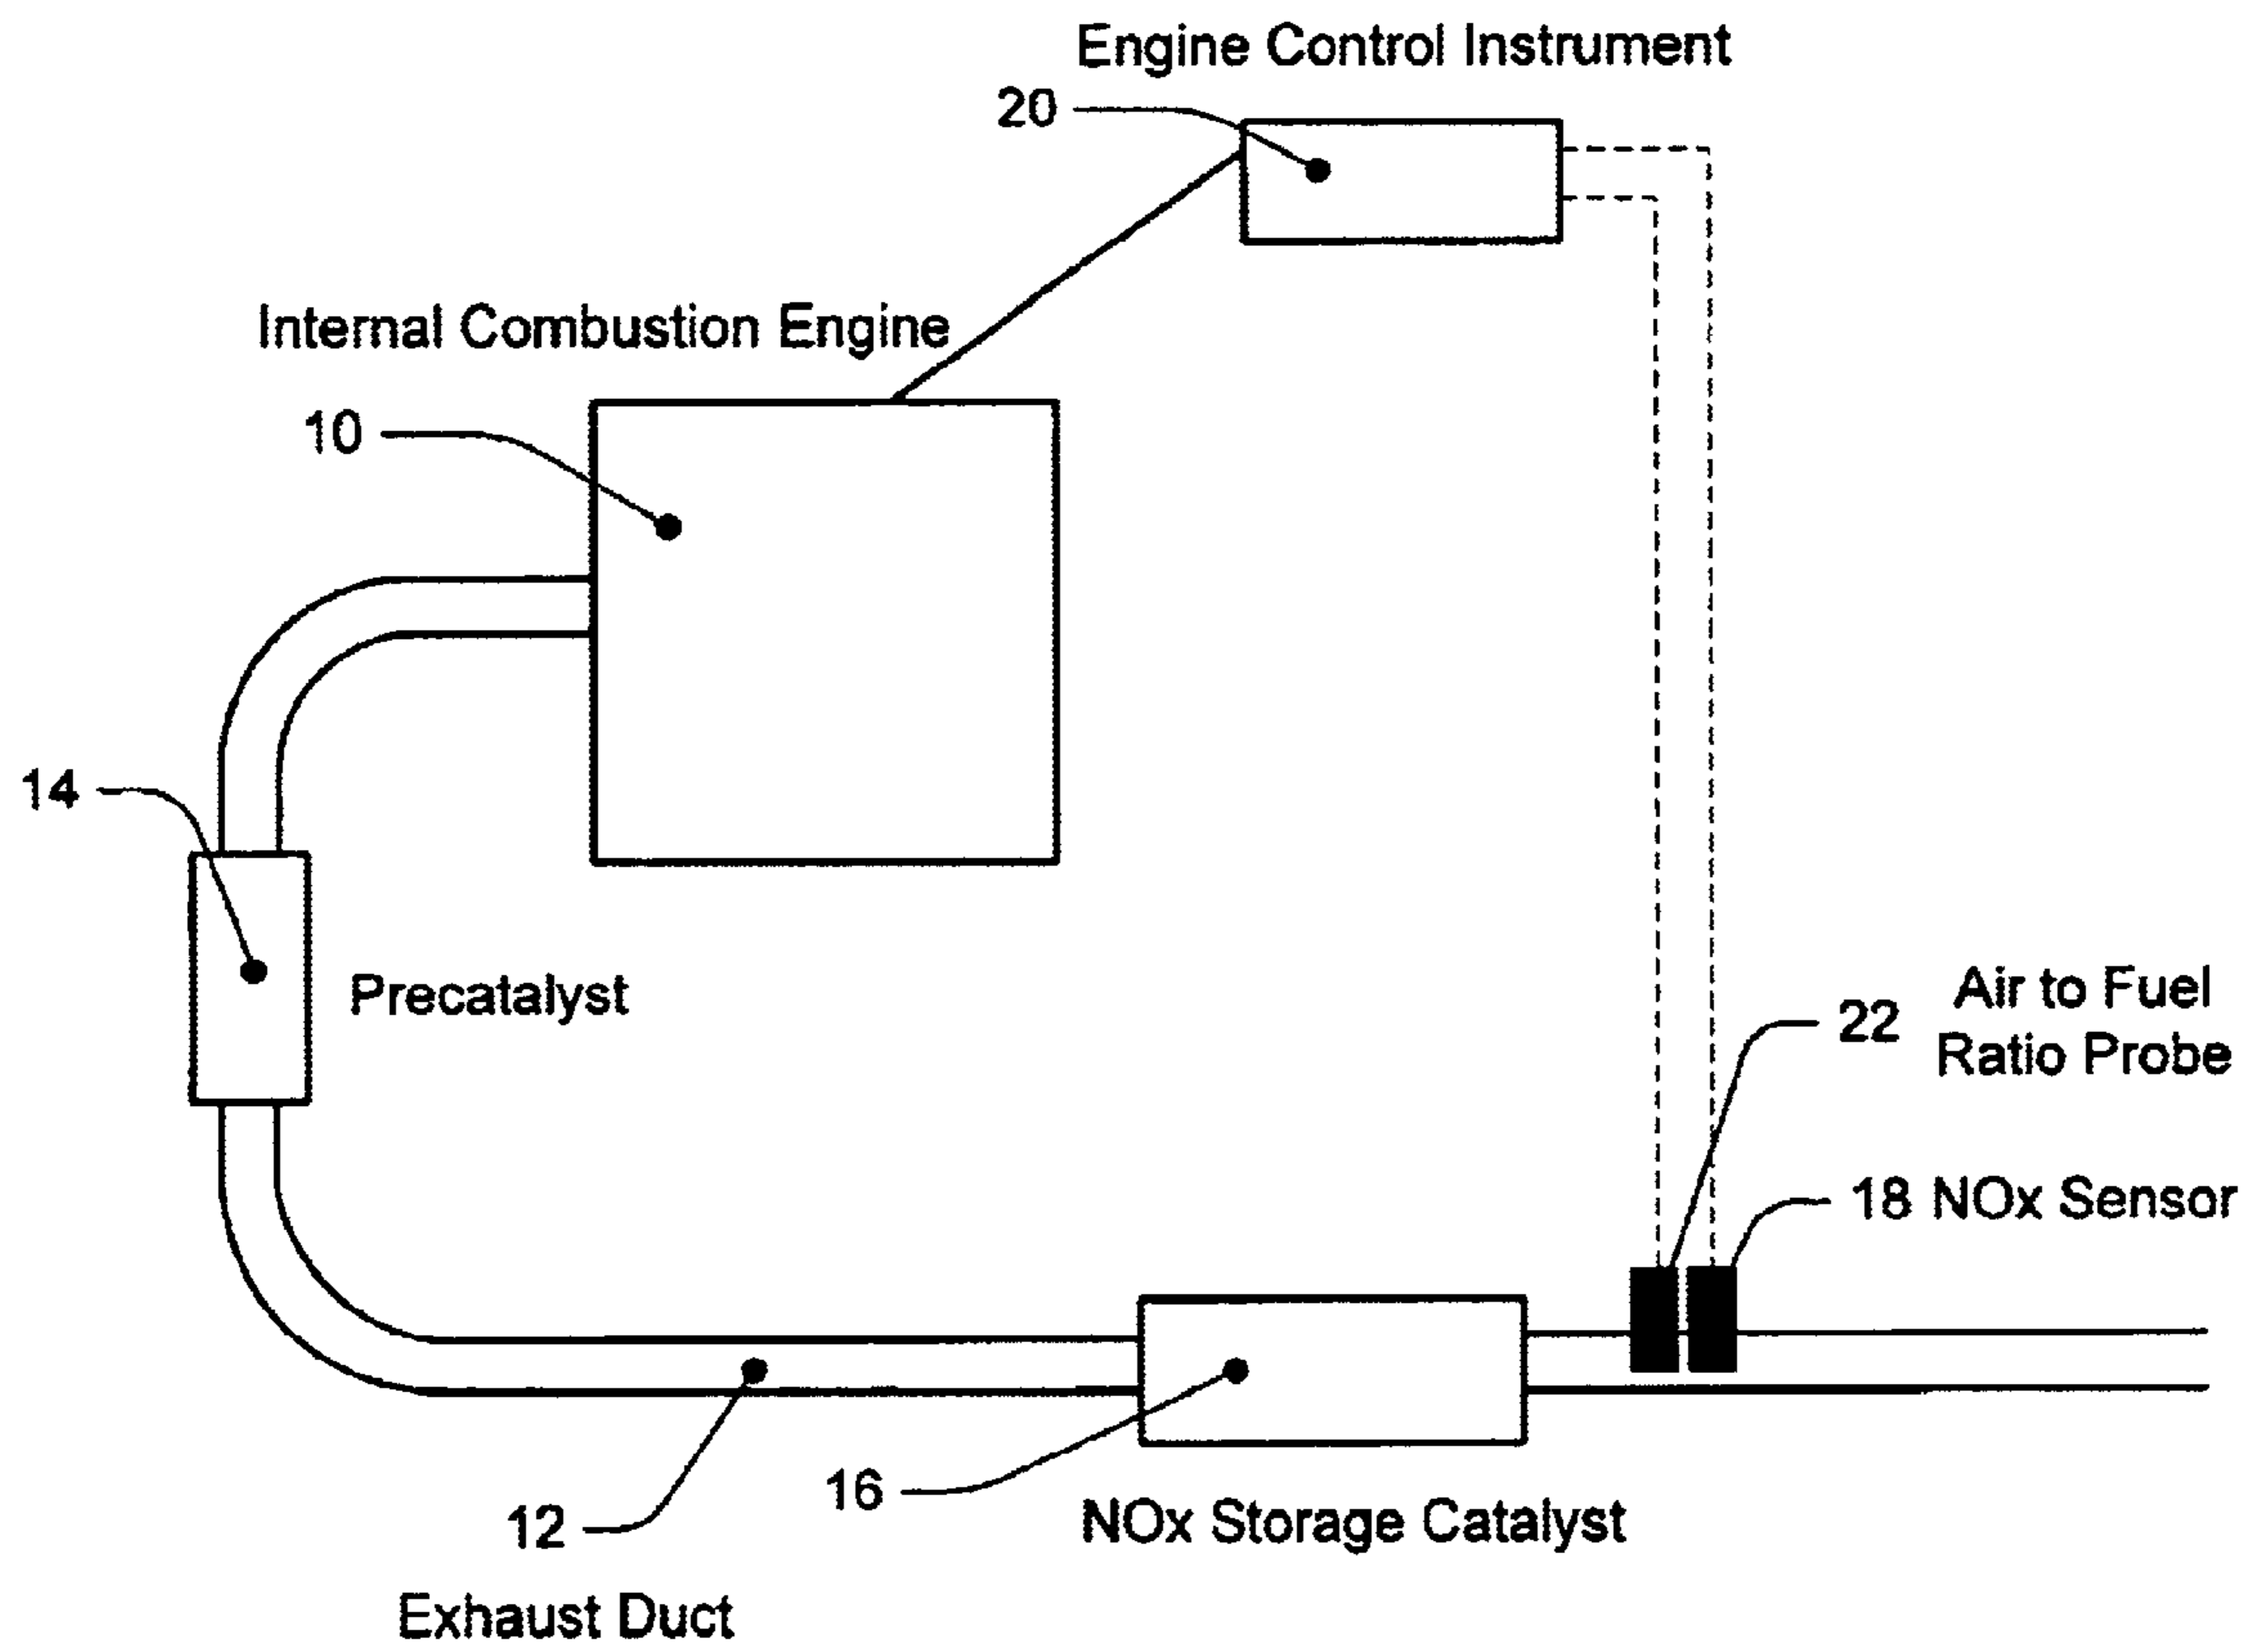 Engine Control Instrument
20
Internal Combustion Engine
10
14
Precatalyst
22
Air to Fuel
Ratio Probe
18 NOx Sensor
16
12
NOx Storage Catalyst
Exhaust Duct